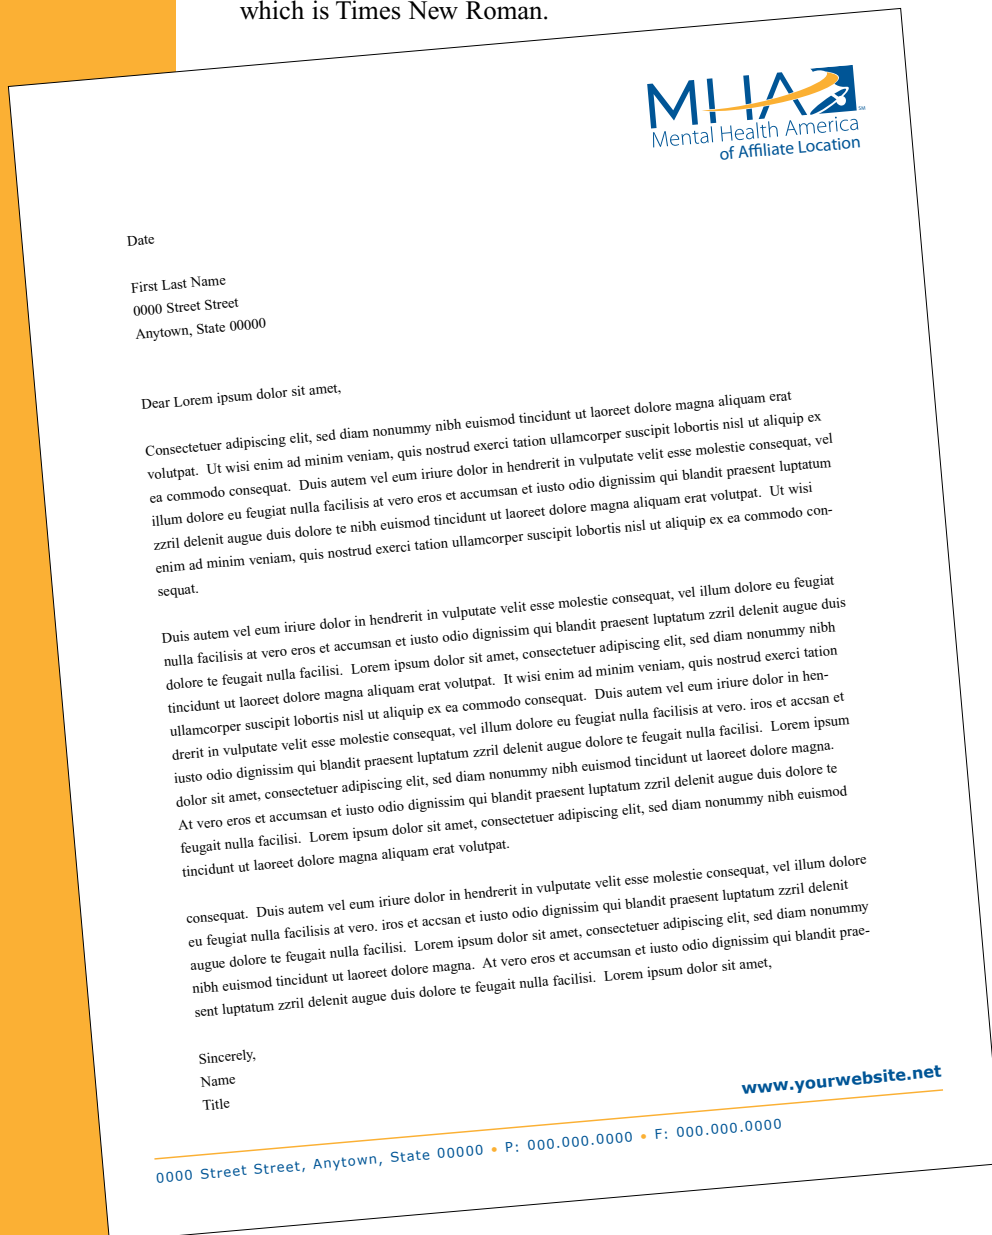 which is Times New Roman.
MHA
Mental Health America
of Affiliate Location
Date
First Last Name
0000 Street Street
Anytown, State 00000
Dear Lorem ipsum dolor sit amet,
Consectetuer adipiscing elit, sed diam nonummy nibh euismod tincidunt ut laoreet dolore magna aliquam erat
volutpat.  Ut wisi enim ad minim veniam, quis nostrud exerci tation ullamcorper suscipit lobortis nisl ut aliquip ex
ea commodo consequat.  Duis autem vel eum iriure dolor in hendrerit in vulputate velit esse molestie consequat, vel
illum dolore eu feugiat nulla facilisis at vero eros et accumsan et iusto odio dignissim qui blandit praesent luptatum
zzril delenit augue duis dolore te nibh euismod tincidunt ut laoreet dolore magna aliquam erat volutpat.  Ut wisi
enim ad minim veniam, quis nostrud exerci tation ullamcorper suscipit lobortis nisl ut aliquip ex ea commodo con-
sequat.
Duis autem vel eum iriure dolor in hendrerit in vulputate velit esse molestie consequat, vel illum dolore eu feugiat
nulla facilisis at vero eros et accumsan et iusto odio dignissim qui blandit praesent luptatum zzril delenit augue duis
dolore te feugait nulla facilisi.  Lorem ipsum dolor sit amet, consectetuer adipiscing elit, sed diam nonummy nibh
tincidunt ut laoreet dolore magna aliquam erat volutpat.  It wisi enim ad minim veniam, quis nostrud exerci tation
ullamcorper suscipit lobortis nisl ut aliquip ex ea commodo consequat.  Duis autem vel eum iriure dolor in hen-
drerit in vulputate velit esse molestie consequat, vel illum dolore eu feugiat nulla facilisis at vero. iros et accsan et
iusto odio dignissim qui blandit praesent luptatum zzril delenit augue dolore te feugait nulla facilisi.  Lorem ipsum
dolor sit amet, consectetuer adipiscing elit, sed diam nonummy nibh euismod tincidunt ut laoreet dolore magna.
At vero eros et accumsan et iusto odio dignissim qui blandit praesent luptatum zzril delenit augue duis dolore te
feugait nulla facilisi.  Lorem ipsum dolor sit amet, consectetuer adipiscing elit, sed diam nonummy nibh euismod
tincidunt ut laoreet dolore magna aliquam erat volutpat.
consequat.  Duis autem vel eum iriure dolor in hendrerit in vulputate velit esse molestie consequat, vel illum dolore
eu feugiat nulla facilisis at vero. iros et accsan et iusto odio dignissim qui blandit praesent luptatum zzril delenit
augue dolore te feugait nulla facilisi.  Lorem ipsum dolor sit amet, consectetuer adipiscing elit, sed diam nonummy
nibh euismod tincidunt ut laoreet dolore magna.  At vero eros et accumsan et iusto odio dignissim qui blandit prae-
sent luptatum zzril delenit augue duis dolore te feugait nulla facilisi.  Lorem ipsum dolor sit amet,
Sincerely,
Name
Title
www.yourwebsite.net
0000 Street Street, Anytown, State 00000 • P: 000.000.0000 • F: 000.000.0000